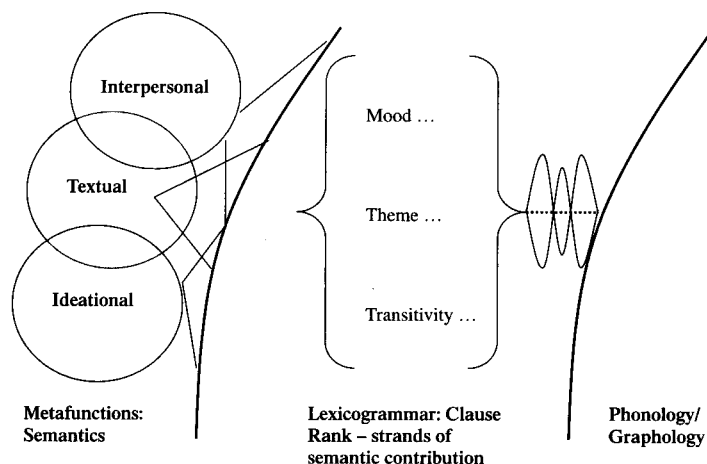 Interpersonal
Textual
Ideational
Mood …
Theme …
Transitivity …
Metafunctions:
Semantics
Lexicogrammar: Clause
Rank – strands of
semantic contribution
Phonology/
Graphology